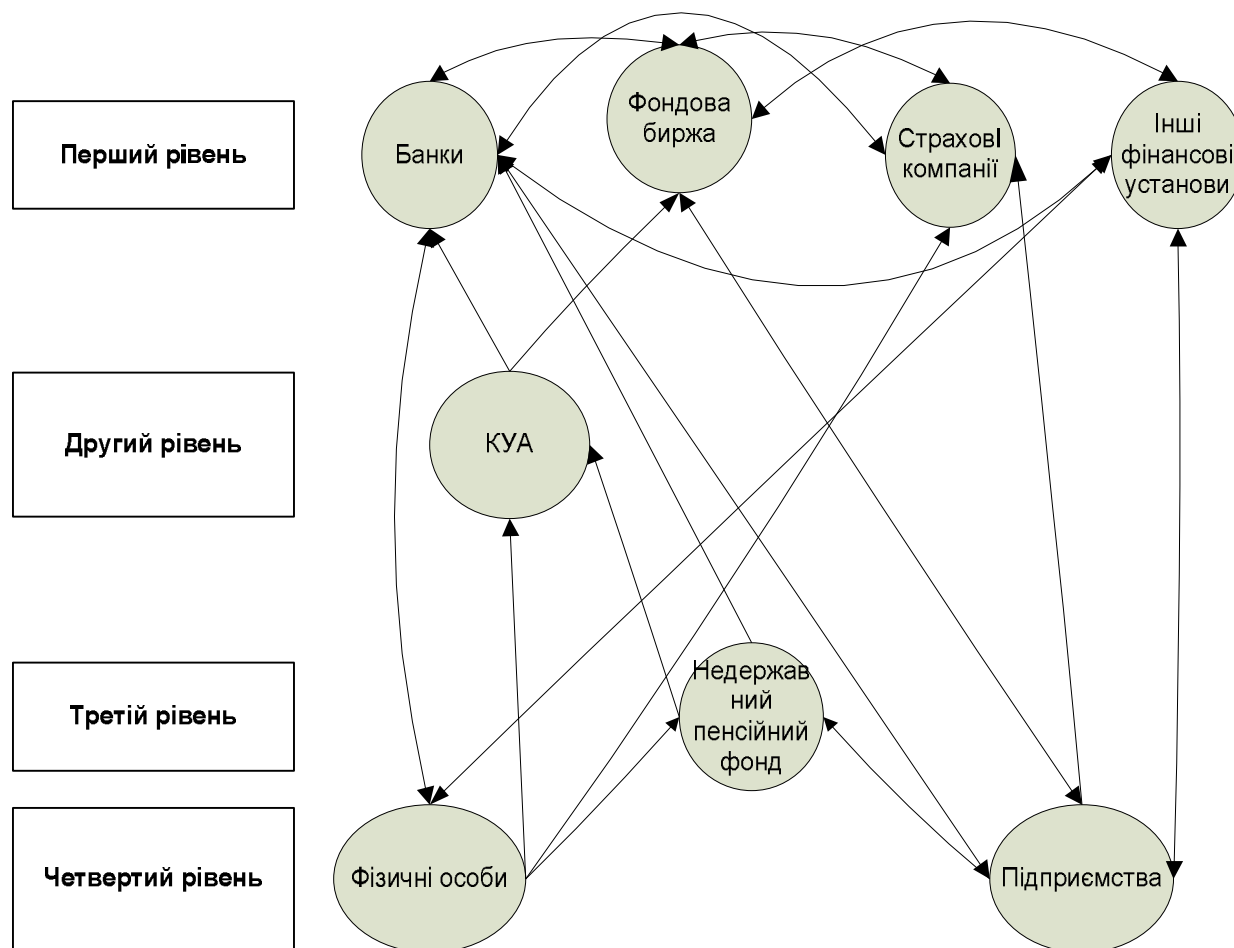 Перший рівень
Банки
Фондова
биржа
Страхові
компанії
Інші
фінансові
установи
Другий рівень
КУА
Третій рівень
Недержав
ний
пенсійний
фонд
Четвертий рівень
Фізичні особи
Підприємства